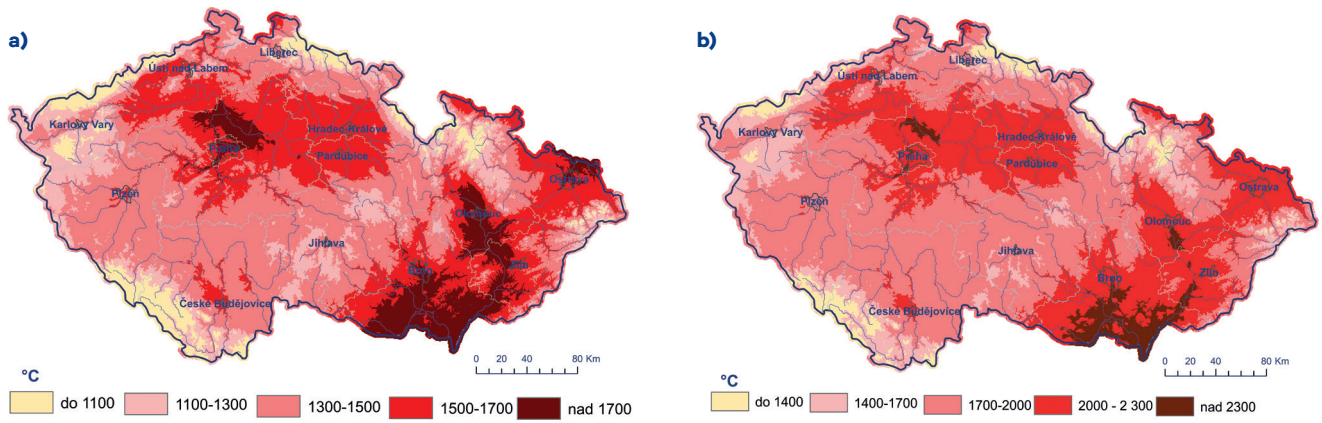 a)
Liberec
Ústí nad Labem
Karlovy Vary
Hradec Králové
Praha
Pardubice
Plzeň
Ostrava
Olomouc
Jihlava
Brno
Zlín
České Budějovice
0 20 40 80 Km
°C
do 1100 1100-1300 1300-1500 1500-1700 nad 1700
b)
Liberec
Ústí nad Labem
Karlovy Vary
Hradec Králové
Praha
Pardubice
Plzeň
Ostrava
Olomouc
Jihlava
Brno
Zlín
České Budějovice
0 20 40 80 Km
°C
do 1400 1400-1700 1700-2000 2000 - 2 300 nad 2300